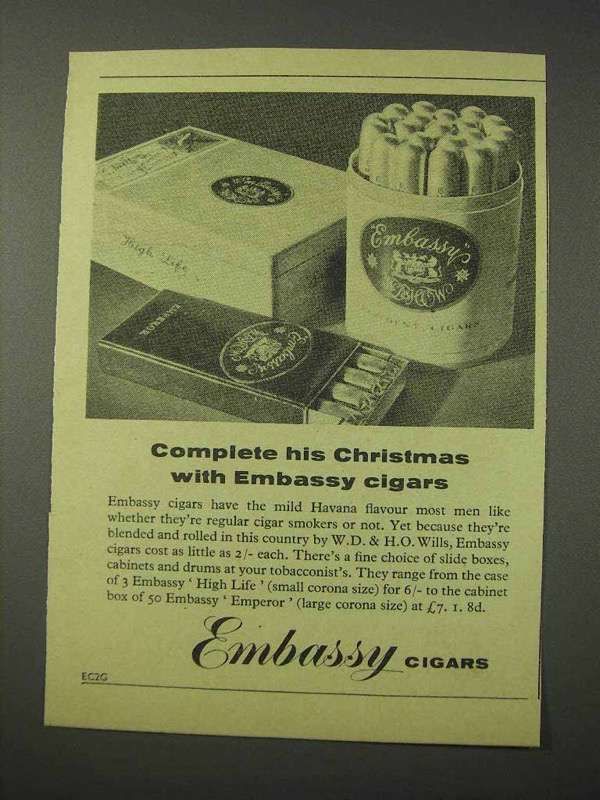 High Life
Embassy
Embassy
W.D.& H.O.W
CIGARS
Embassy
Complete his Christmas
with Embassy cigars
Embassy cigars have the mild Havana flavour most men like
whether they're regular cigar smokers or not. Yet because they're
blended and rolled in this country by W.D. & H.O. Wills, Embassy
cigars cost as little as 2/- each. There's a fine choice of slide boxes,
cabinets and drums at your tobacconist's. They range from the case
of 3 Embassy ‘ High Life ’ (small corona size) for 6/- to the cabinet
box of 50 Embassy ‘ Emperor ’ (large corona size) at £7. 1. 8d.
Embassy CIGARS
EC2G